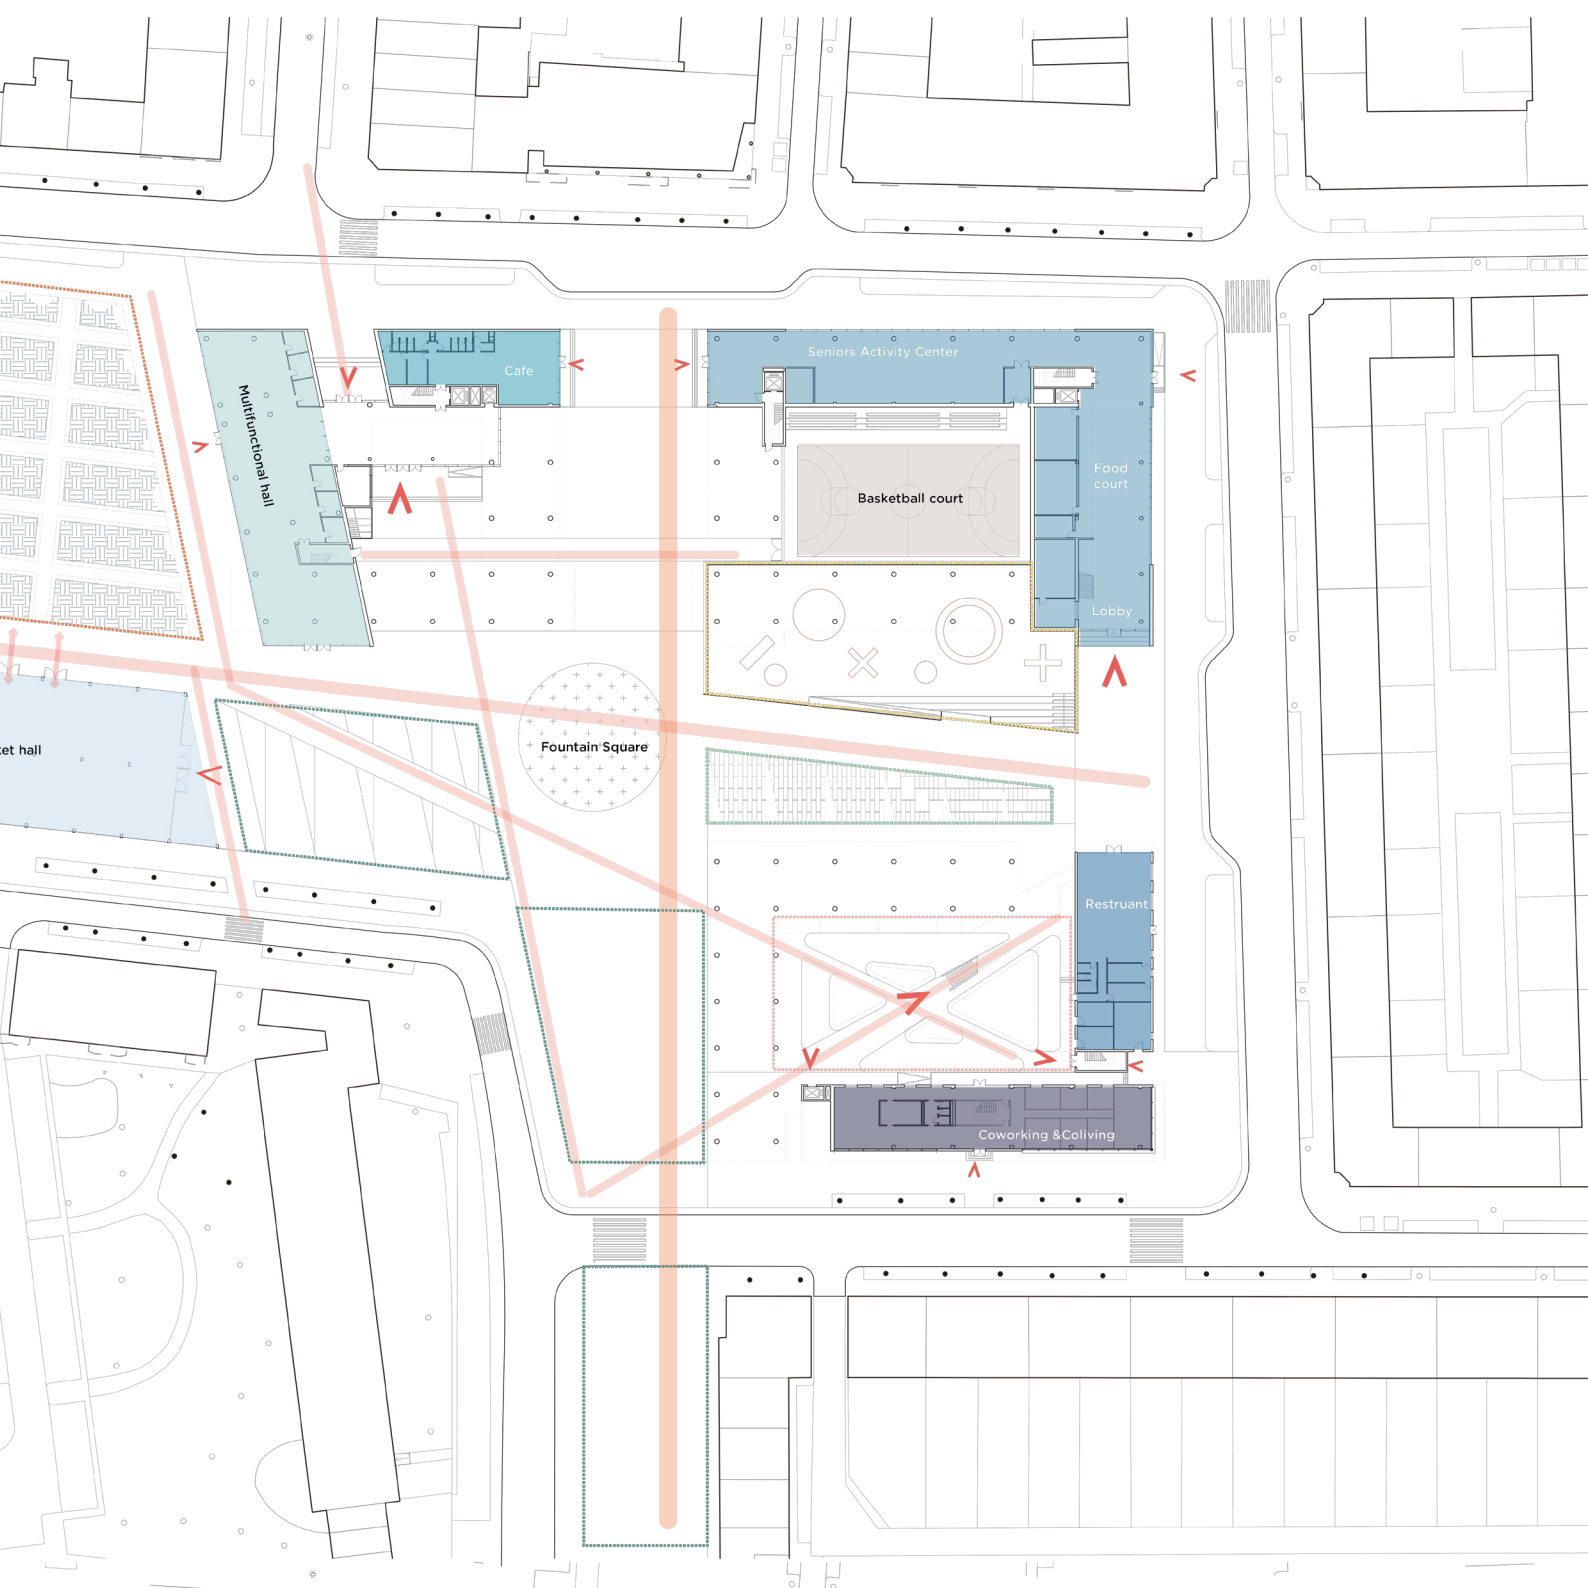 Seniors Activity Center
Cafe
Multifunctional hall
Food
court
Basketball court
Lobby
Fountain Square
ket hall
Restruant
Coworking &Coliving